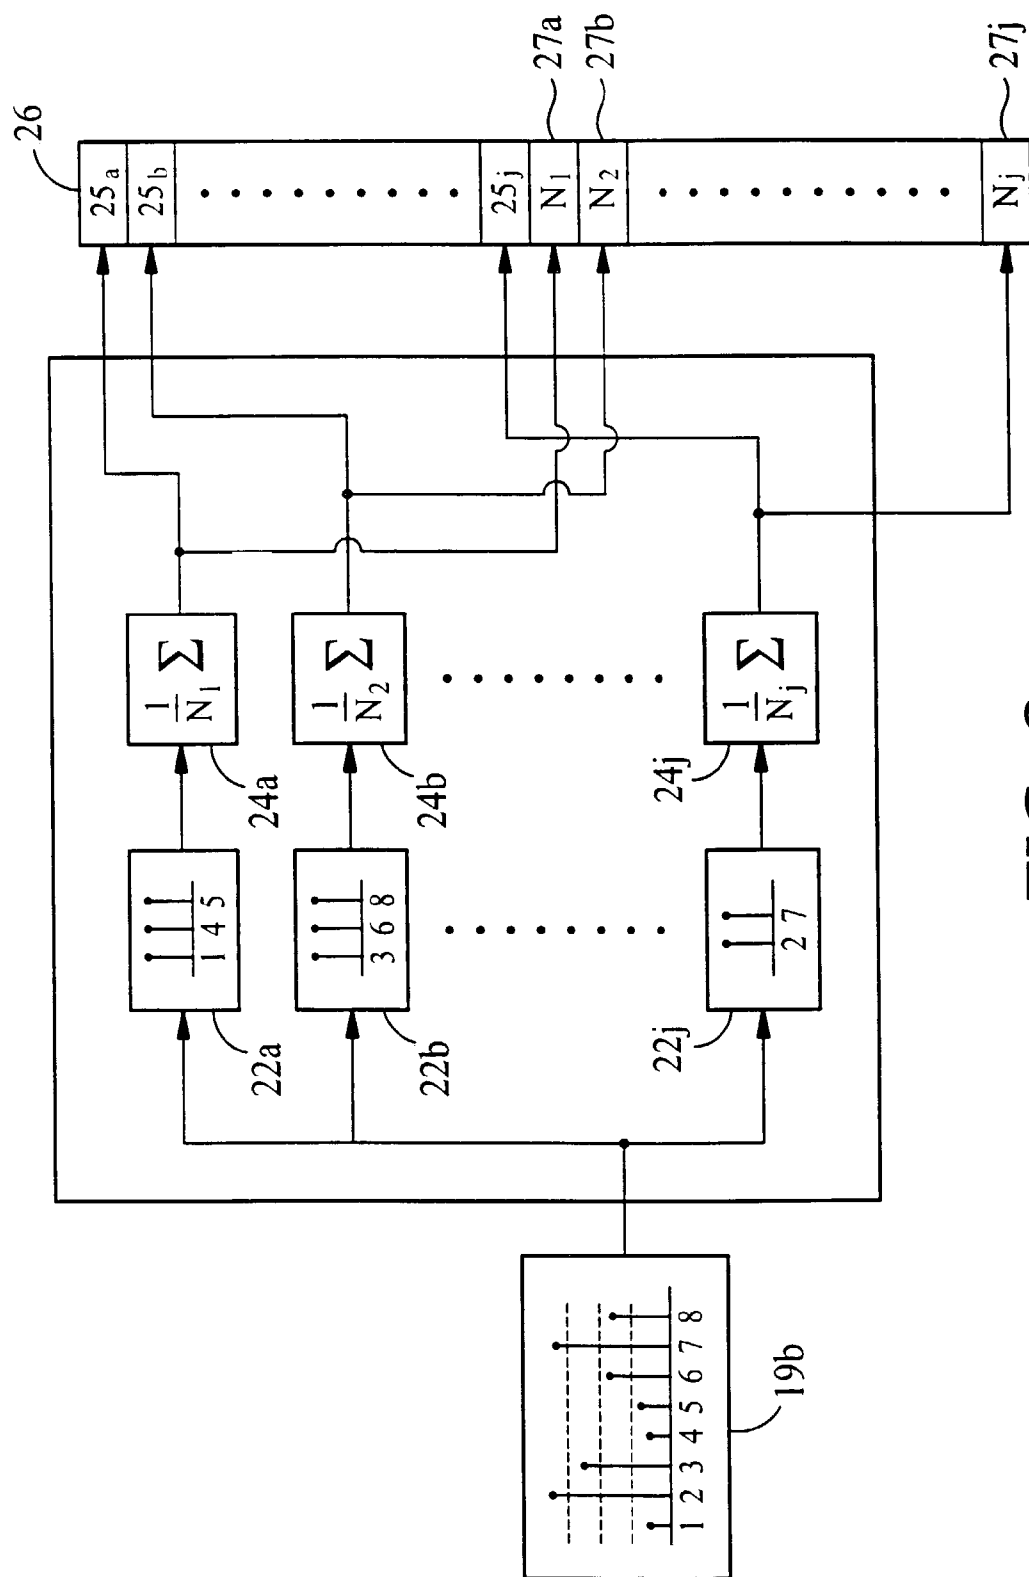 1 2 3 4 5 6 7 8
19b
1 4 5
22a
3 6 8
22b
2 7
22j
1/N₁ Σ
24a
1/N₂ Σ
24b
1/Nⱼ Σ
24j
26
25ₐ
25_b
25ⱼ
N₁
27a
N₂
27b
Nⱼ
27j